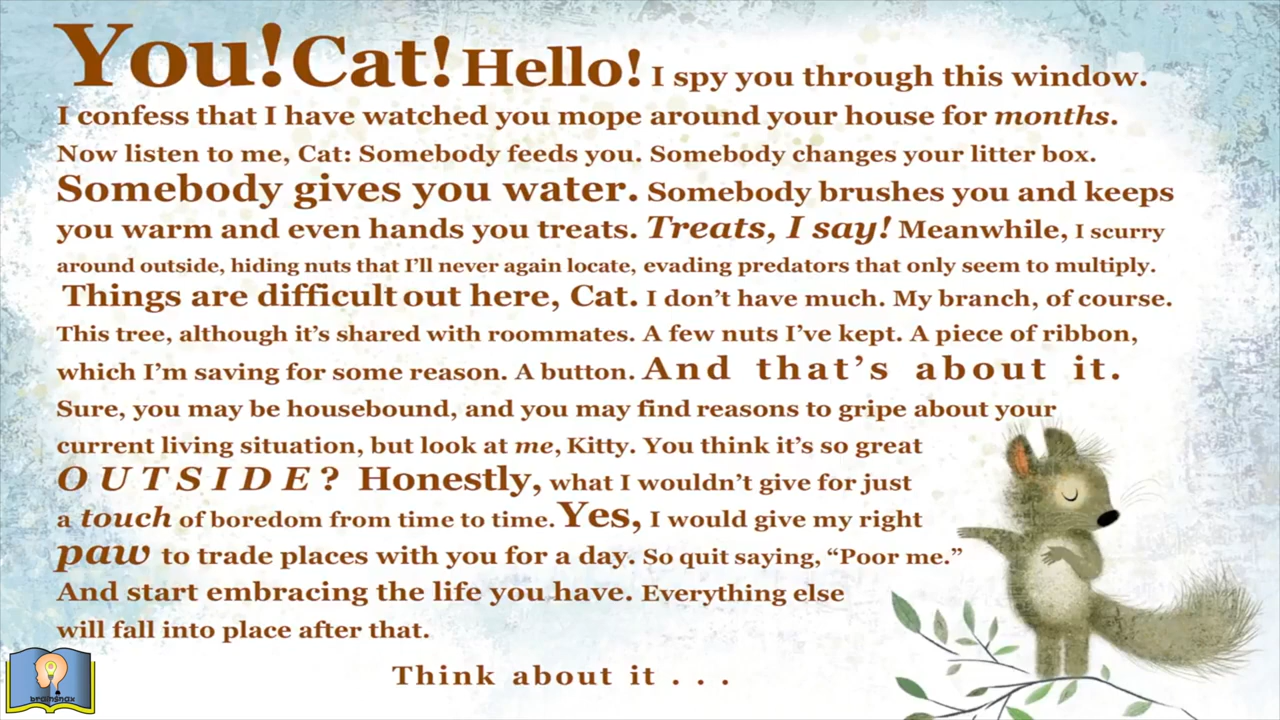 You! Cat! Hello! I spy you through this window.
I confess that I have watched you mope around your house for months.
Now listen to me, Cat: Somebody feeds you. Somebody changes your litter box.
Somebody gives you water. Somebody brushes you and keeps
you warm and even hands you treats. Treats, I say! Meanwhile, I scurry
around outside, hiding nuts that I’ll never again locate, evading predators that only seem to multiply.
Things are difficult out here, Cat. I don’t have much. My branch, of course.
This tree, although it’s shared with roommates. A few nuts I’ve kept. A piece of ribbon,
which I’m saving for some reason. A button. And that’s about it.
Sure, you may be housebound, and you may find reasons to gripe about your
current living situation, but look at me, Kitty. You think it’s so great
OUTSIDE? Honestly, what I wouldn’t give for just
a touch of boredom from time to time. Yes, I would give my right
paw to trade places with you for a day. So quit saying, “Poor me.”
And start embracing the life you have. Everything else
will fall into place after that.
Think about it . . .
brainsnax